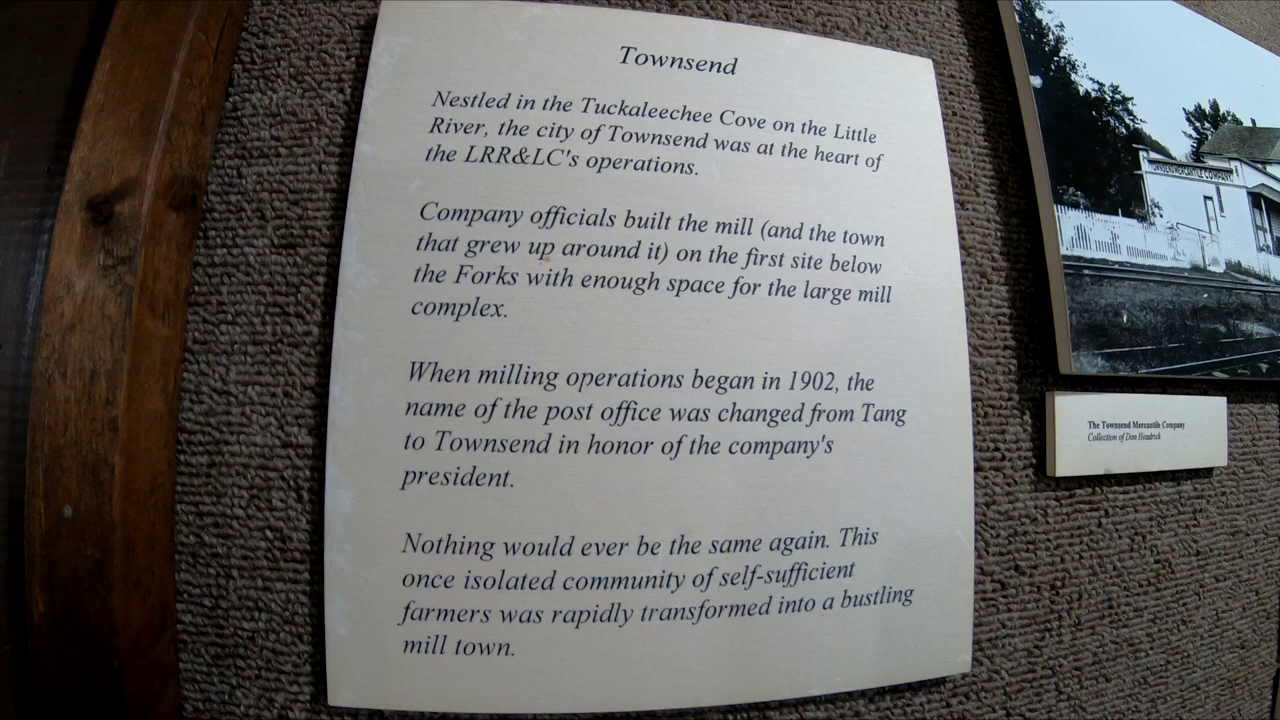 Townsend
Nestled in the Tuckaleechee Cove on the Little
River, the city of Townsend was at the heart of
the LRR&LC's operations.
Company officials built the mill (and the town
that grew up around it) on the first site below
the Forks with enough space for the large mill
complex.
When milling operations began in 1902, the
name of the post office was changed from Tang
to Townsend in honor of the company's
president.
Nothing would ever be the same again. This
once isolated community of self-sufficient
farmers was rapidly transformed into a bustling
mill town.
MERCANTILE COMPANY
The Townsend Mercantile Company
Collection of Don Headrick